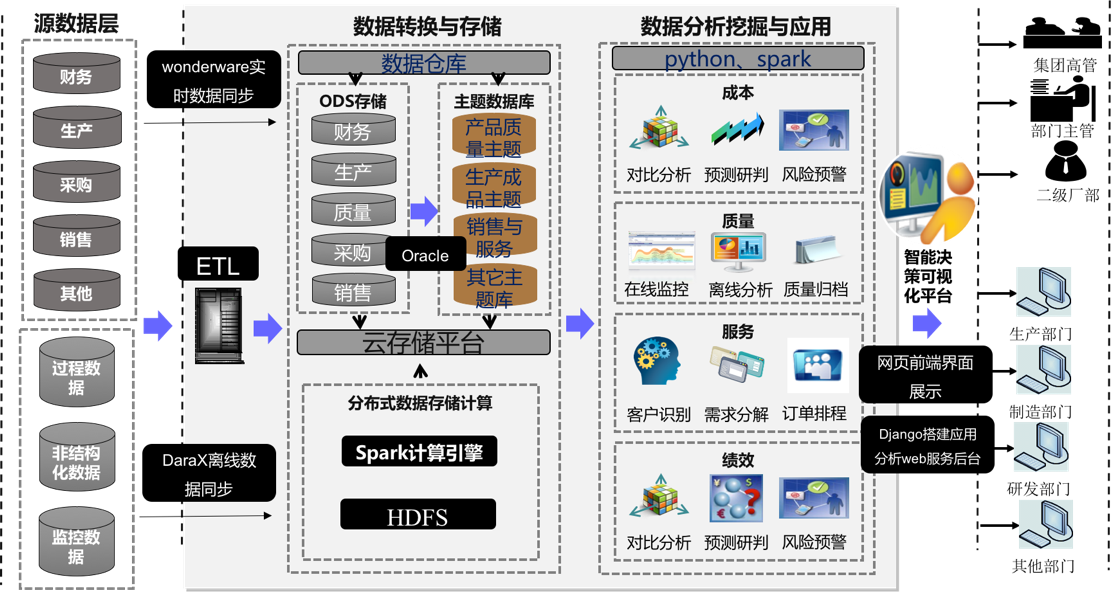 源数据层
财务
生产
采购
销售
其他
过程数
据
非结构
化数据
监控数
据
wonderware实
时数据同步
ETL
DaraX离线数
据同步
数据转换与存储
数据仓库
ODS存储
财务
生产
质量
采购
销售
Oracle
主题数据库
产品质
量主题
生产成
品主题
销售与
服务
其它主
题库
云存储平台
分布式数据存储计算
Spark计算引擎
HDFS
数据分析挖掘与应用
python、spark
成本
对比分析
预测研判
风险预警
质量
在线监控
离线分析
质量归档
服务
客户识别
需求分解
订单排程
绩效
对比分析
预测研判
风险预警
智能决
策可视
化平台
网页前端界面
展示
Django搭建应用
分析web服务后台
集团高管
部门主管
二级厂部
生产部门
制造部门
研发部门
其他部门